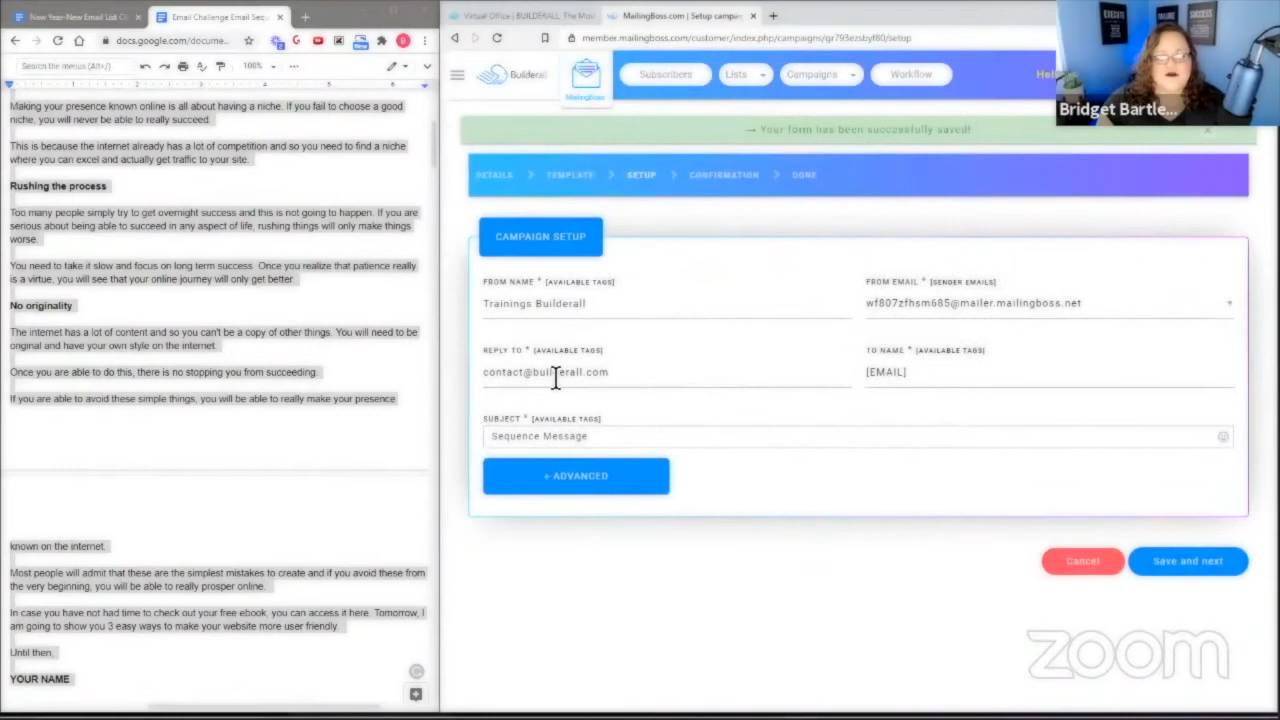 New Year-New Email List Ch
Email Challenge Email Seq
docs.google.com/docume...
New
B
Search the menus (Alt+/)
100%
Making your presence known online is all about having a niche. If you fail to choose a good
niche, you will never be able to really succeed.
This is because the internet already has a lot of competition and so you need to find a niche
where you can excel and actually get traffic to your site.
Rushing the process
Too many people simply try to get overnight success and this is not going to happen. If you are
serious about being able to succeed in any aspect of life, rushing things will only make things
worse.
You need to take it slow and focus on long term success. Once you realize that patience really
is a virtue, you will see that your online journey will only get better.
No originality
The internet has a lot of content and so you can't be a copy of other things. You will need to be
original and have your own style on the internet.
Once you are able to do this, there is no stopping you from succeeding.
If you are able to avoid these simple things, you will be able to really make your presence
known on the internet.
Most people will admit that these are the simplest mistakes to create and if you avoid these from
the very beginning, you will be able to really prosper online.
In case you have not had time to check out your free ebook, you can access it here. Tomorrow, I
am going to show you 3 easy ways to make your website more user friendly.
Until then,
YOUR NAME
Virtual Office | BUILDERALL: The Mos
MailingBoss.com | Setup campa
member.mailingboss.com/customer/index.php/campaigns/gr793ezsbyf80/setup
Builderall
MailingBoss
Subscribers
Lists
Campaigns
Workflow
Hel
EXECUTE
FAILURE
SUCCESS
Bridget Bartle...
→ Your form has been successfully saved!
×
DETAILS
TEMPLATE
SETUP
CONFIRMATION
DONE
CAMPAIGN SETUP
FROM NAME * [AVAILABLE TAGS]
Trainings Builderall
FROM EMAIL * [SENDER EMAILS]
wf807zfhsm685@mailer.mailingboss.net
REPLY TO * [AVAILABLE TAGS]
contact@builderall.com
TO NAME * [AVAILABLE TAGS]
[EMAIL]
SUBJECT * [AVAILABLE TAGS]
Sequence Message
+ ADVANCED
Cancel
Save and next
zoom